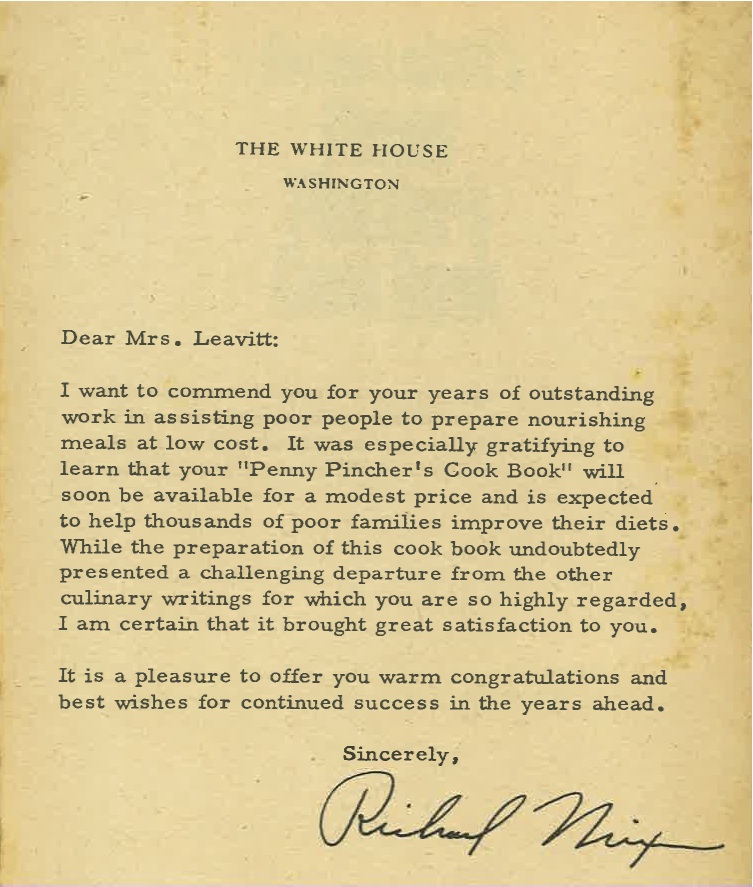 THE WHITE HOUSE
WASHINGTON
Dear Mrs. Leavitt:
I want to commend you for your years of outstanding
work in assisting poor people to prepare nourishing
meals at low cost. It was especially gratifying to
learn that your "Penny Pincher's Cook Book" will
soon be available for a modest price and is expected
to help thousands of poor families improve their diets.
While the preparation of this cook book undoubtedly
presented a challenging departure from the other
culinary writings for which you are so highly regarded,
I am certain that it brought great satisfaction to you.
It is a pleasure to offer you warm congratulations and
best wishes for continued success in the years ahead.
Sincerely,
Richard Nixon